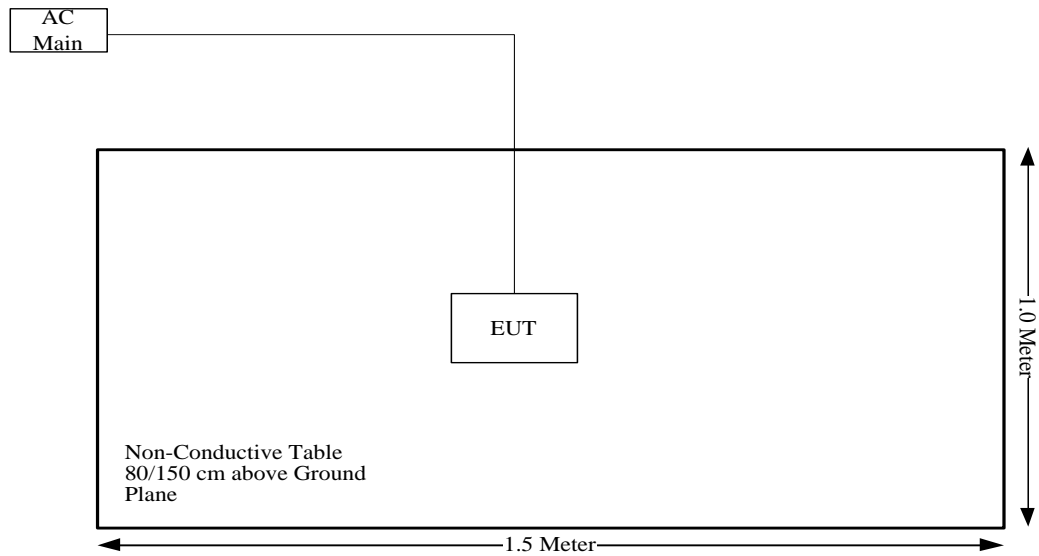 AC
Main
EUT
1.0 Meter
Non-Conductive Table
80/150 cm above Ground
Plane
1.5 Meter